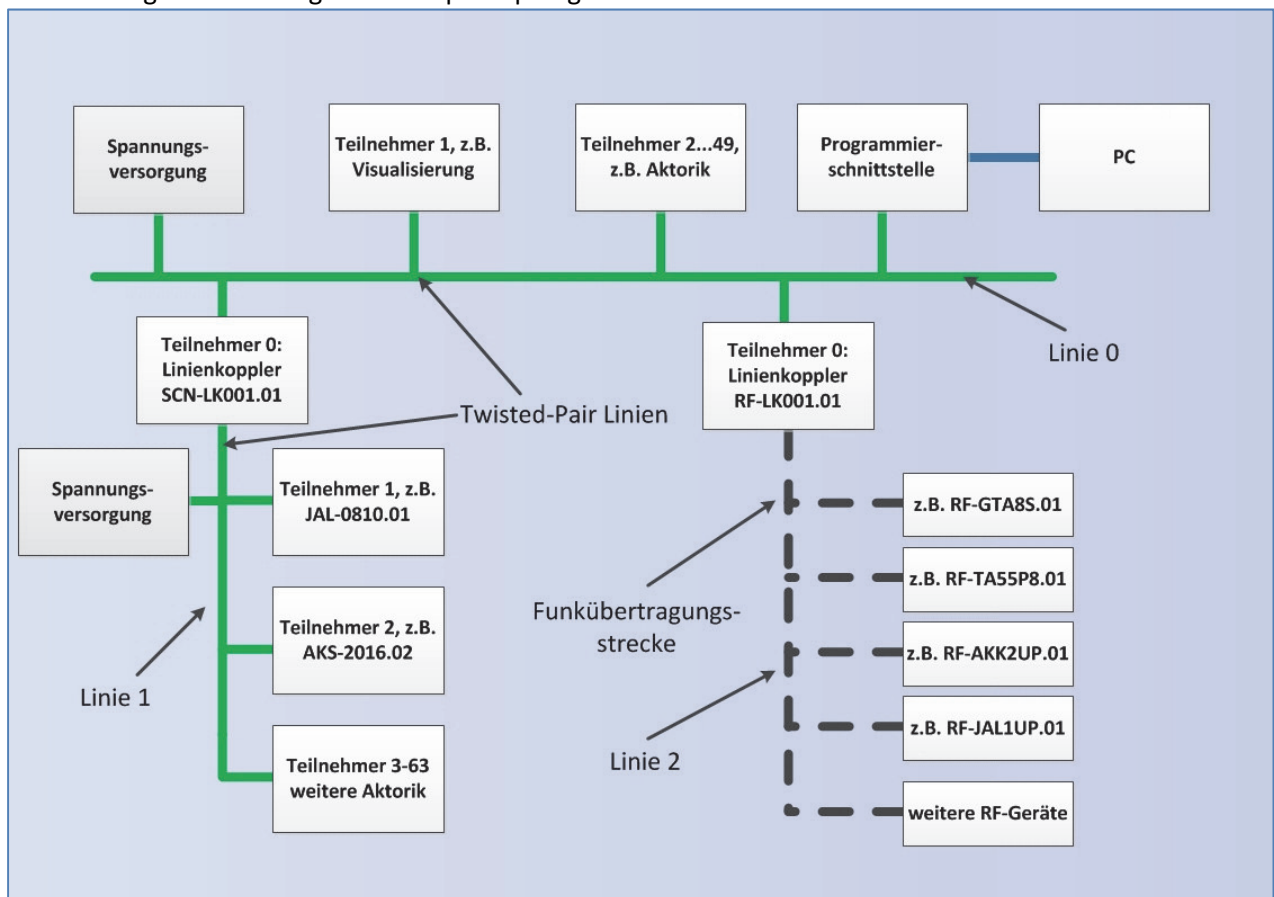 Spannungs-
versorgung
Teilnehmer 1, z.B.
Visualisierung
Teilnehmer 2...49,
z.B. Aktorik
Programmier-
schnittstelle
PC
Teilnehmer 0:
Linienkoppler
SCN-LK001.01
Teilnehmer 0:
Linienkoppler
RF-LK001.01
Linie 0
Twisted-Pair Linien
Spannungs-
versorgung
Teilnehmer 1, z.B.
JAL-0810.01
Teilnehmer 2, z.B.
AKS-2016.02
Teilnehmer 3-63
weitere Aktorik
Linie 1
Funkübertragungs-
strecke
Linie 2
z.B. RF-GTA8S.01
z.B. RF-TA55P8.01
z.B. RF-AKK2UP.01
z.B. RF-JAL1UP.01
weitere RF-Geräte